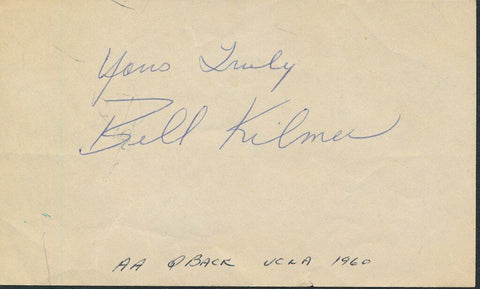 Yours Truly
Bill Kilmer
AA QBACK UCLA 1960